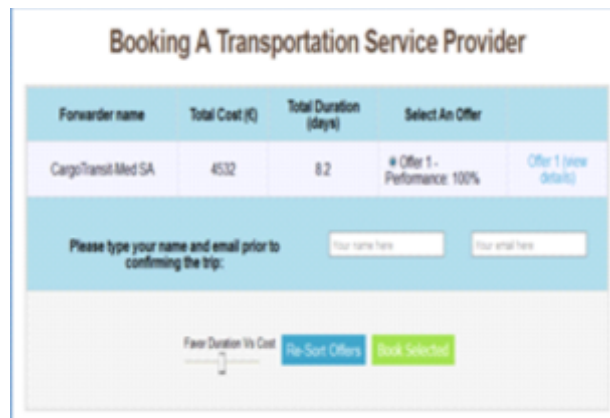 Booking A Transportation Service Provider
Forwarder name
Total Cost (€)
Total Duration
(days)
Select An Offer
CargoTransit-Med SA
4532
8.2
Offer 1 -
Performance: 100%
Offer 1 (view
details)
Please type your name and email prior to
confirming the trip:
Your name here
Your email here
Favor Duration Vs Cost
Re-Sort Offers
Book Selected